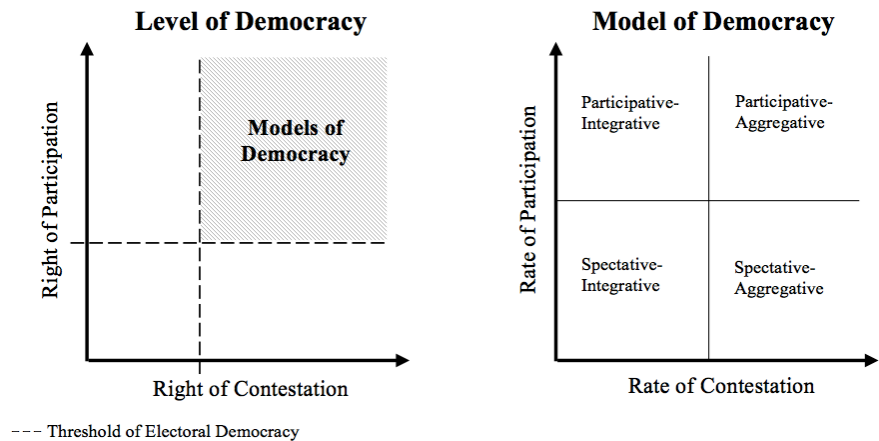 Level of Democracy
Right of Participation
Models of
Democracy
Right of Contestation
--- Threshold of Electoral Democracy
Model of Democracy
Rate of Participation
Participative-
Integrative
Participative-
Aggregative
Spectative-
Integrative
Spectative-
Aggregative
Rate of Contestation